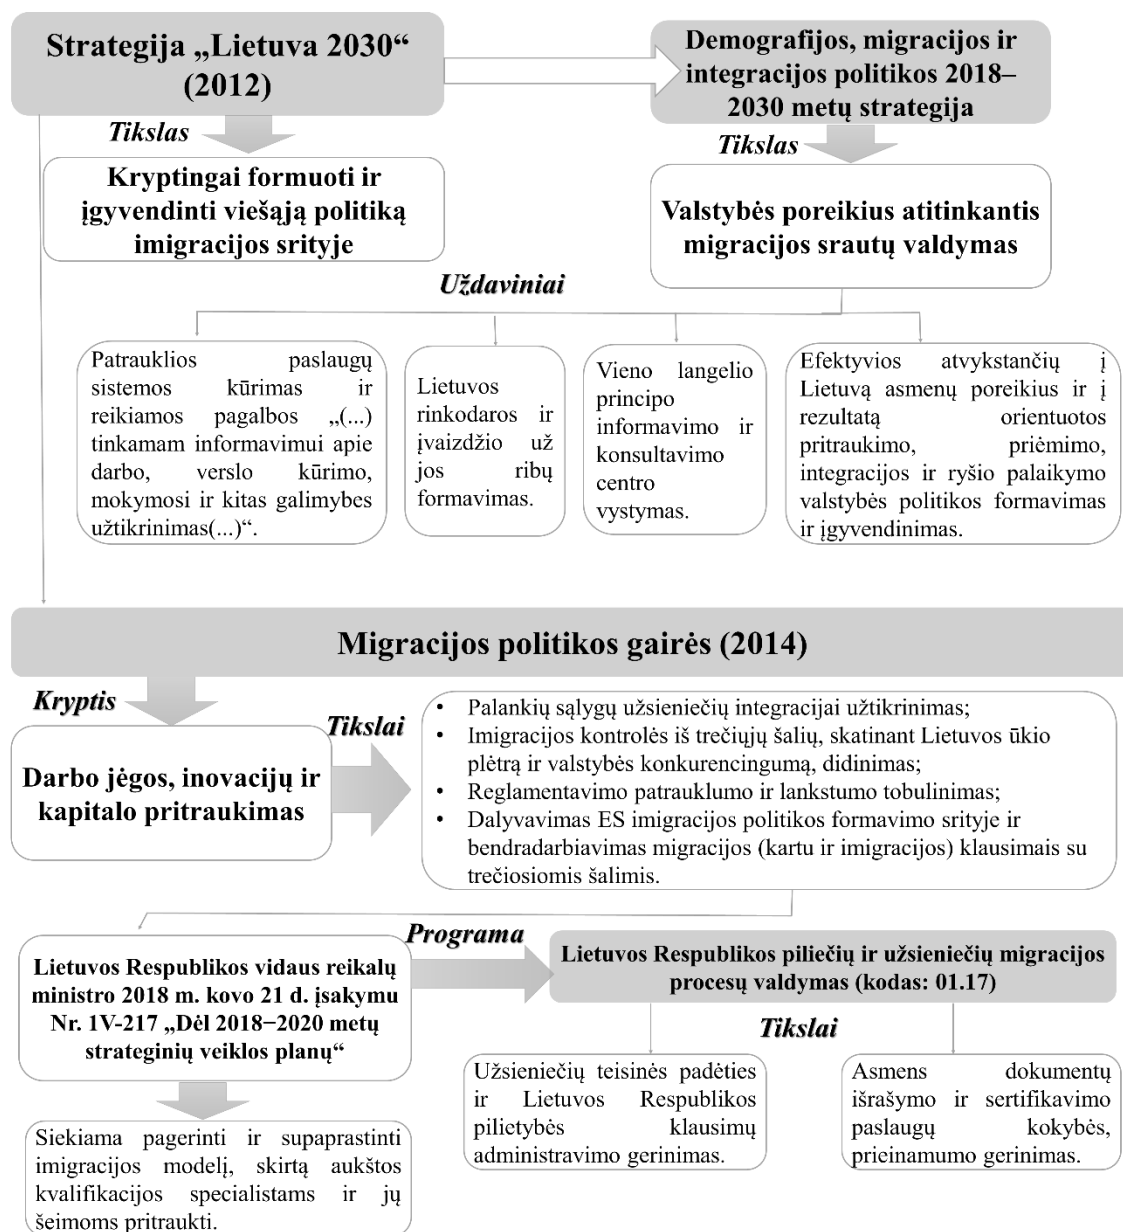 Strategija „Lietuva 2030“
(2012)
Demografijos, migracijos ir
integracijos politikos 2018–
2030 metų strategija
Tikslas
Tikslas
Kryptingai formuoti ir
įgyvendinti viešąją politiką
imigracijos srityje
Valstybės poreikius atitinkantis
migracijos srautų valdymas
Uždaviniai
Patrauklios paslaugų
sistemos kūrimas ir
reikiamos pagalbos „(...)
tinkamam informavimui apie
darbo, verslo kūrimo,
mokymosi ir kitas galimybes
užtikrinimas(...)“.
Lietuvos
rinkodaros ir
įvaizdžio už
jos ribų
formavimas.
Vieno langelio
principo
informavimo ir
konsultavimo
centro
vystymas.
Efektyvios atvykstančių į
Lietuvą asmenų poreikius ir į
rezultatą orientuotos
pritraukimo, priėmimo,
integracijos ir ryšio palaikymo
valstybės politikos formavimas
ir įgyvendinimas.
Migracijos politikos gairės (2014)
Kryptis
Tikslai
Darbo jėgos, inovacijų ir
kapitalo pritraukimas
• Palankių sąlygų užsieniečių integracijai užtikrinimas;
• Imigracijos kontrolės iš trečiųjų šalių, skatinant Lietuvos ūkio
plėtrą ir valstybės konkurencingumą, didinimas;
• Reglamentavimo patrauklumo ir lankstumo tobulinimas;
• Dalyvavimas ES imigracijos politikos formavimo srityje ir
bendradarbiavimas migracijos (kartu ir imigracijos) klausimais su
trečiosiomis šalimis.
Lietuvos Respublikos vidaus reikalų
ministro 2018 m. kovo 21 d. įsakymu
Nr. 1V-217 „Dėl 2018−2020 metų
strateginių veiklos planų“
Programa
Lietuvos Respublikos piliečių ir užsieniečių migracijos
procesų valdymas (kodas: 01.17)
Tikslai
Užsieniečių teisinės padėties
ir Lietuvos Respublikos
pilietybės klausimų
administravimo gerinimas.
Asmens dokumentų
išrašymo ir sertifikavimo
paslaugų kokybės,
prieinamumo gerinimas.
Siekiama pagerinti ir supaprastinti
imigracijos modelį, skirtą aukštos
kvalifikacijos specialistams ir jų
šeimoms pritraukti.